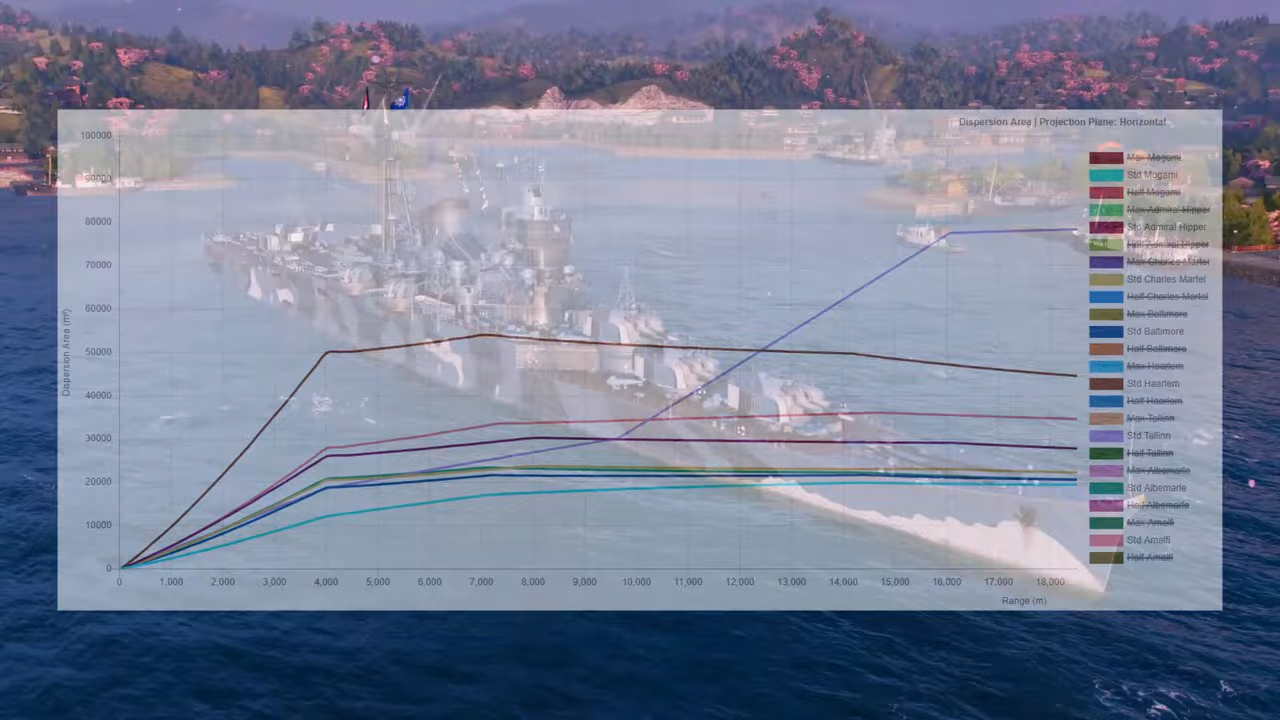 Dispersion Area | Projection Plane: Horizontal
100000
90000
80000
70000
60000
50000
40000
30000
20000
10000
0
Dispersion Area (m²)
0 1,000 2,000 3,000 4,000 5,000 6,000 7,000 8,000 9,000 10,000 11,000 12,000 13,000 14,000 15,000 16,000 17,000 18,000
Range (m)
Max Mogami
Std Mogami
Half Mogami
Max Admiral Hipper
Std Admiral Hipper
Half Admiral Hipper
Max Charles Martel
Std Charles Martel
Half Charles Martel
Max Baltimore
Std Baltimore
Half Baltimore
Max Haarlem
Std Haarlem
Half Haarlem
Max Tallinn
Std Tallinn
Half Tallinn
Max Albemarle
Std Albemarle
Half Albemarle
Max Amalfi
Std Amalfi
Half Amalfi